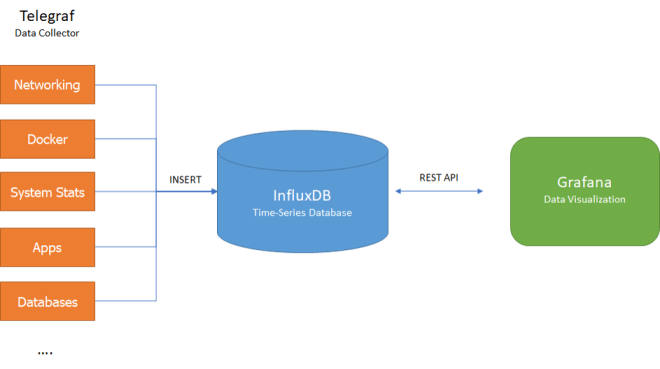 Telegraf
Data Collector
Networking
Docker
System Stats
Apps
Databases
....
INSERT
InfluxDB
Time-Series Database
REST API
Grafana
Data Visualization